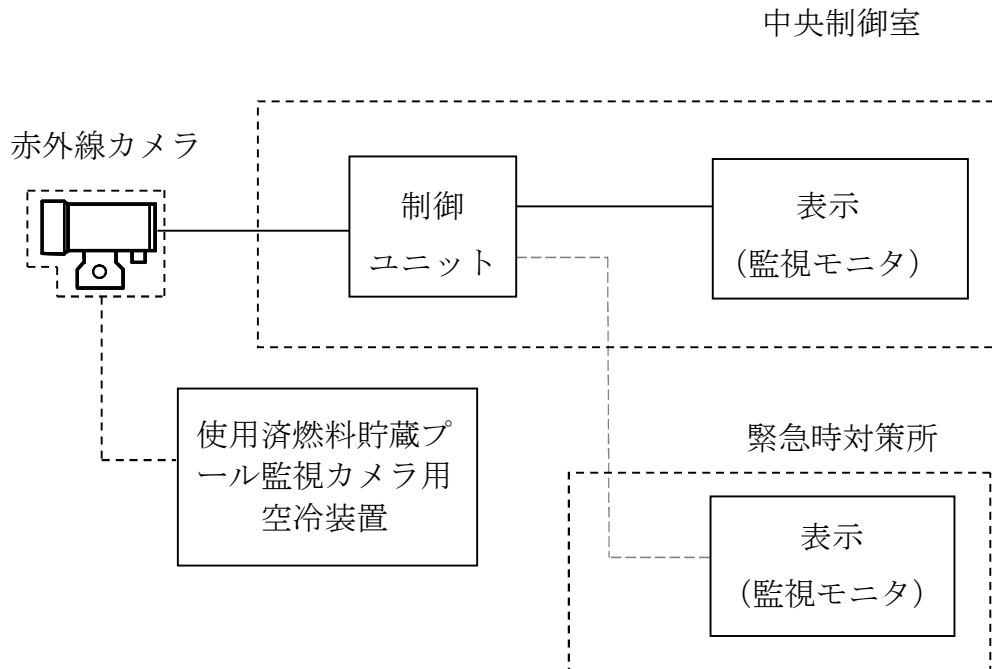 中央制御室
赤外線カメラ
制御
ユニット
表示
(監視モニタ)
使用済燃料貯蔵プ
ール監視カメラ用
空冷装置
緊急時対策所
表示
(監視モニタ)